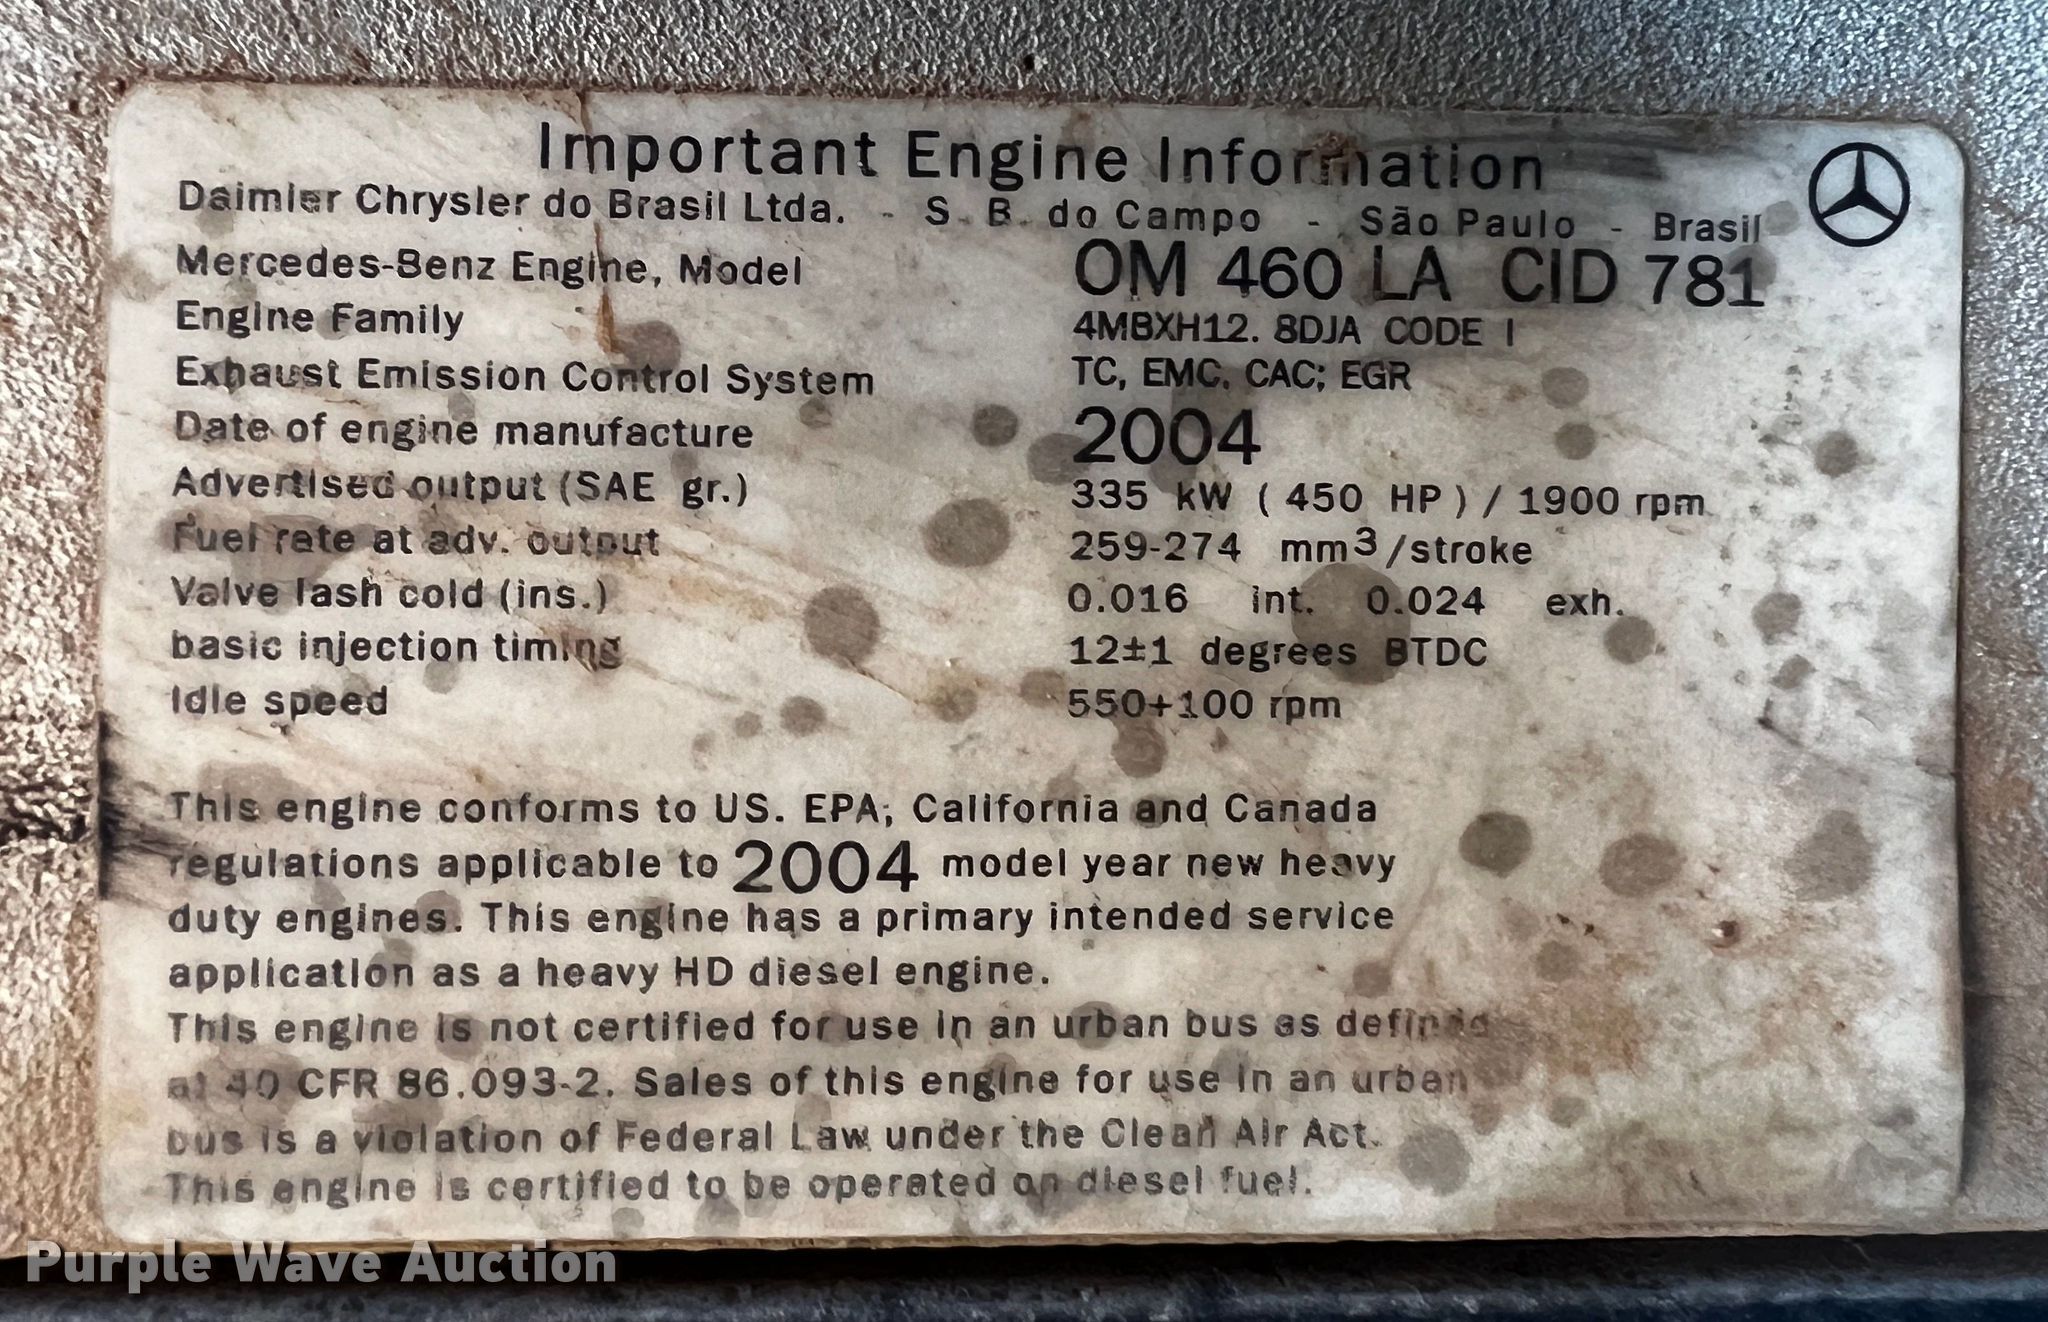 Important Engine Information
Daimler Chrysler do Brasil Ltda. - S. B. do Campo - São Paulo - Brasil
Mercedes-Benz Engine, Model OM 460 LA CID 781
Engine Family 4MBXH12. 8DJA CODE I
Exhaust Emission Control System TC, EMC, CAC; EGR
Date of engine manufacture 2004
Advertised output (SAE gr.) 335 kW ( 450 HP ) / 1900 rpm
Fuel rate at adv. output 259-274 mm3/stroke
Valve lash cold (ins.) 0.016 int. 0.024 exh.
basic injection timing 12±1 degrees BTDC
Idle speed 550+100 rpm
This engine conforms to US. EPA; California and Canada
regulations applicable to 2004 model year new heavy
duty engines. This engine has a primary intended service
application as a heavy HD diesel engine.
This engine is not certified for use in an urban bus as defined
at 40 CFR 86.093-2. Sales of this engine for use in an urban
bus is a violation of Federal Law under the Clean Air Act.
This engine is certified to be operated on diesel fuel.
Purple Wave Auction